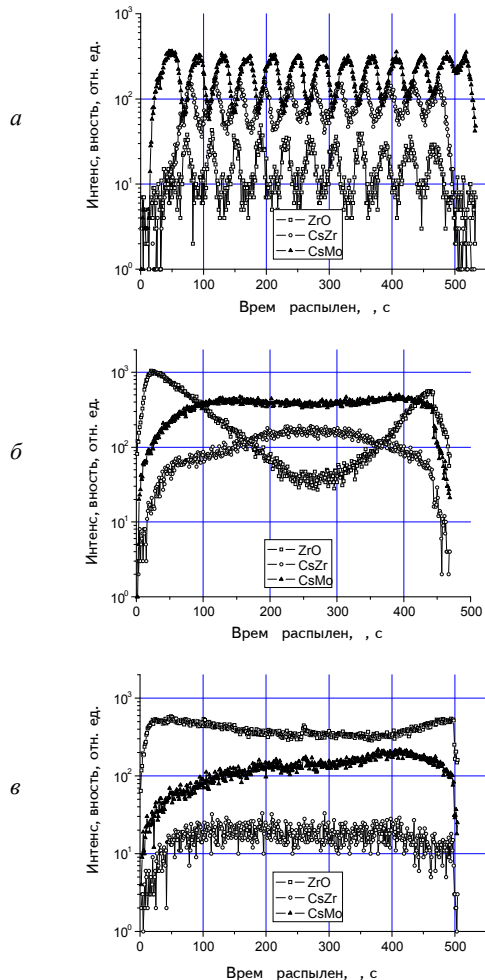 а
Интенс, вность, отн. ед.
10³
10²
10¹
10⁰
ZrO
CsZr
CsMo
0 100 200 300 400 500
Врем распылен, , с
б
Интенс, вность, отн. ед.
10³
10²
10¹
10⁰
ZrO
CsZr
CsMo
0 100 200 300 400 500
Врем распылен, , с
в
Интенс, вность, отн. ед.
10³
10²
10¹
10⁰
ZrO
CsZr
CsMo
0 100 200 300 400 500
Врем распылен, , с